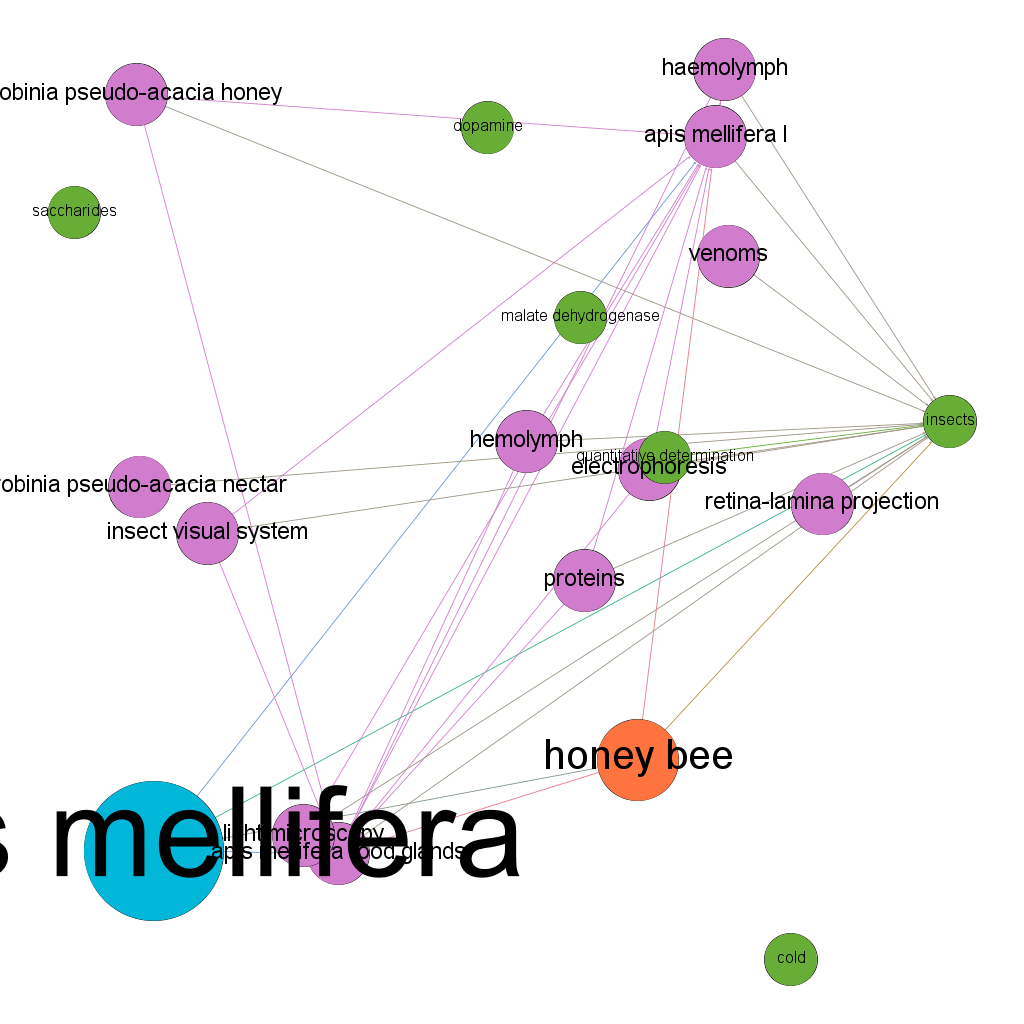 haemolymph
obinia pseudo-acacia honey
dopamine
apis mellifera l
saccharides
venoms
malate dehydrogenase
insects
hemolymph
quantitative determination
electrophoresis
robinia pseudo-acacia nectar
retina-lamina projection
insect visual system
proteins
honey bee
s mellifera
light microscopy
apis mellifera food glands
cold